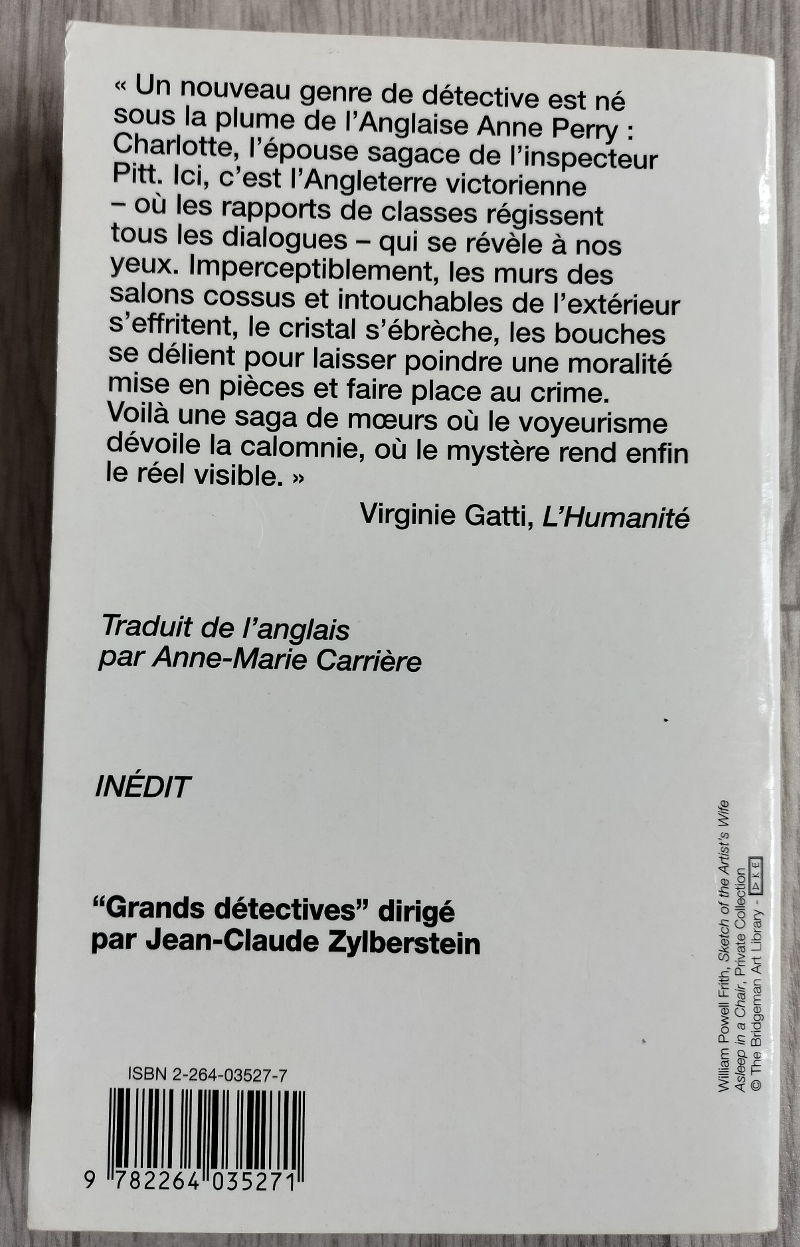 « Un nouveau genre de détective est né
sous la plume de l'Anglaise Anne Perry :
Charlotte, l'épouse sagace de l'inspecteur
Pitt. Ici, c'est l'Angleterre victorienne
– où les rapports de classes régissent
tous les dialogues – qui se révèle à nos
yeux. Imperceptiblement, les murs des
salons cossus et intouchables de l'extérieur
s'effritent, le cristal s'ébrèche, les bouches
se délient pour laisser poindre une moralité
mise en pièces et faire place au crime.
Voilà une saga de mœurs où le voyeurisme
dévoile la calomnie, où le mystère rend enfin
le réel visible. »
Virginie Gatti, L'Humanité
Traduit de l'anglais
par Anne-Marie Carrière
INÉDIT
“Grands détectives” dirigé
par Jean-Claude Zylberstein
ISBN 2-264-03527-7
9 782264 035271
William Powell Frith, Sketch of the Artist's Wife
Asleep in a Chair, Private Collection
© The Bridgeman Art Library -